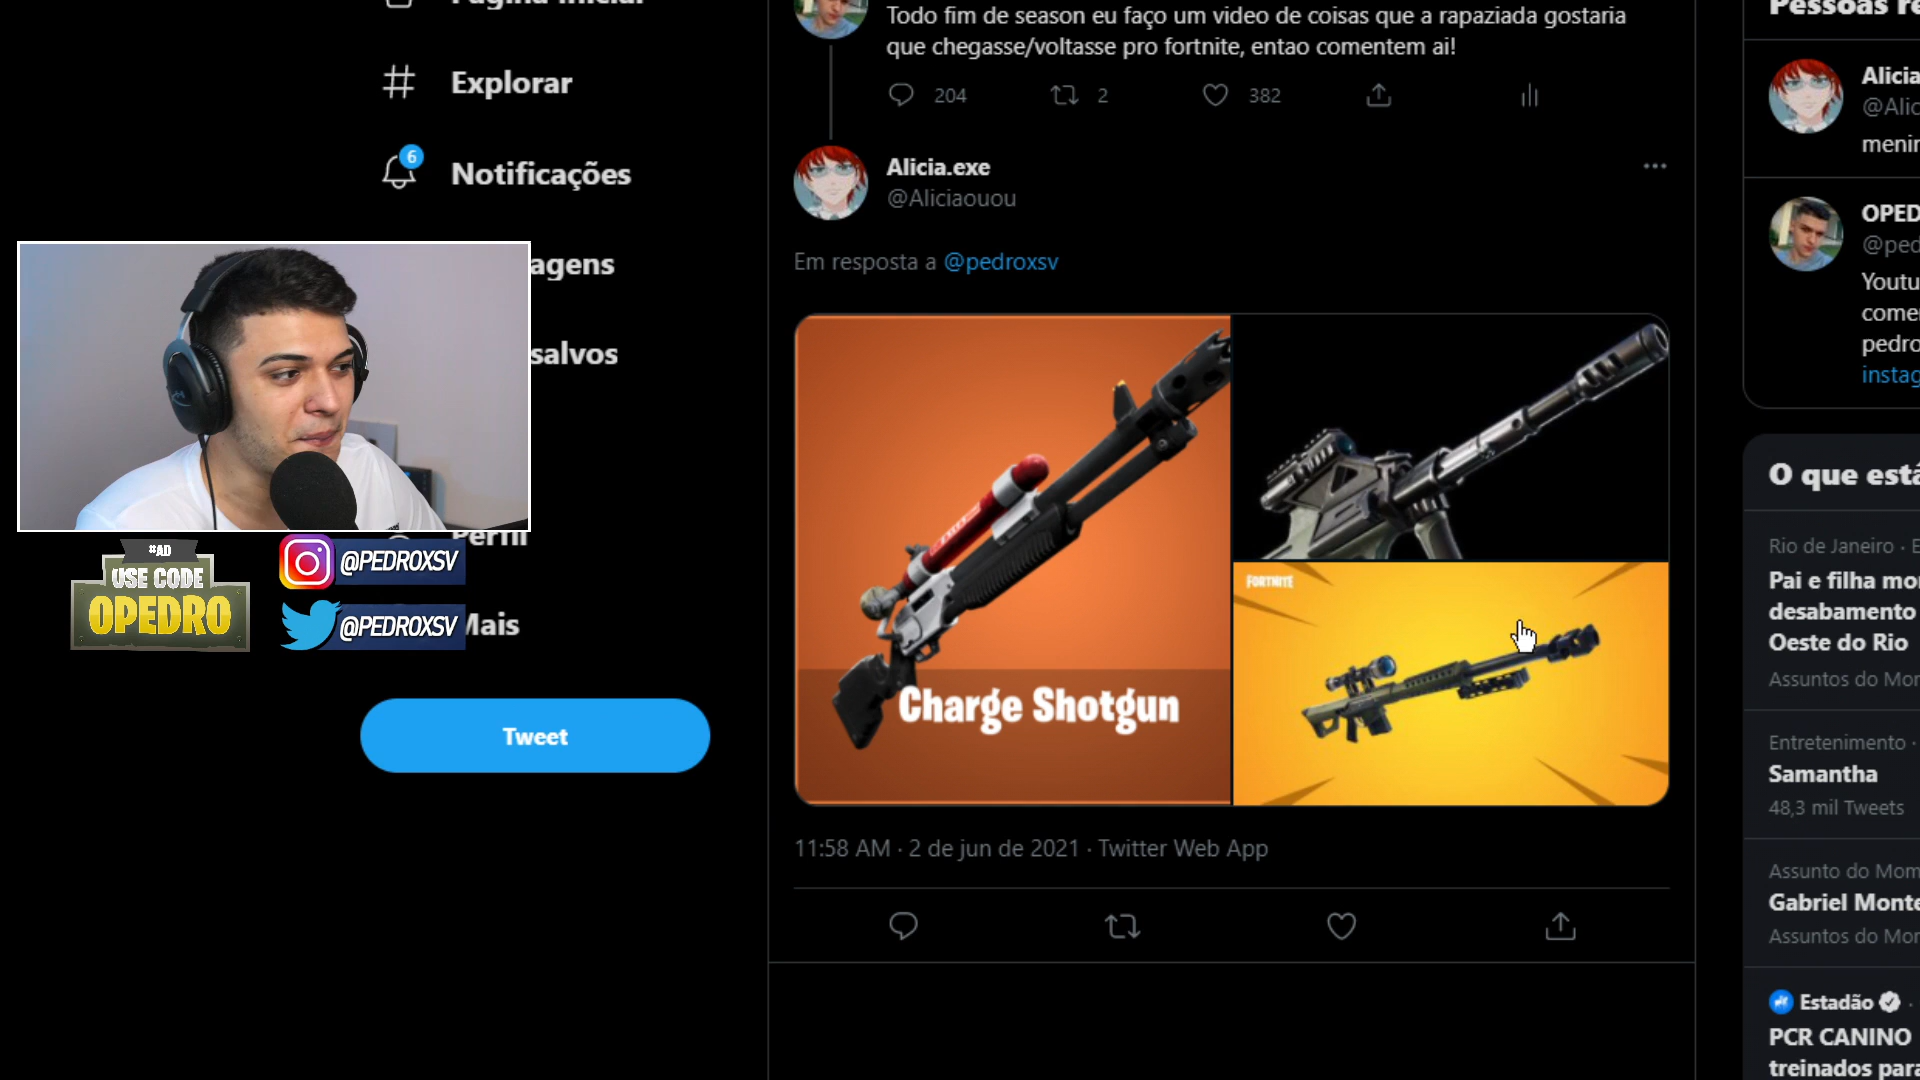 Explorar
6
Notificações
agens
salvos
Perfil
Mais
Tweet
#AD
USE CODE
OPEDRO
@PEDROXSV
@PEDROXSV
Todo fim de season eu faço um video de coisas que a rapaziada gostaria
que chegasse/voltasse pro fortnite, entao comentem ai!
204
2
382
Alicia.exe
@Aliciaouou
Em resposta a @pedroxsv
Charge Shotgun
FORTNITE
11:58 AM · 2 de jun de 2021 · Twitter Web App
Pessoas re
Alicia
@Alic
menin
OPED
@ped
Youtu
come
pedro
instag
O que está
Rio de Janeiro · E
Pai e filha mor
desabamento
Oeste do Rio
Assuntos do Mor
Entretenimento ·
Samantha
48,3 mil Tweets
Assunto do Mom
Gabriel Monte
Assuntos do Mor
Estadão ·
PCR CANINO
treinados para